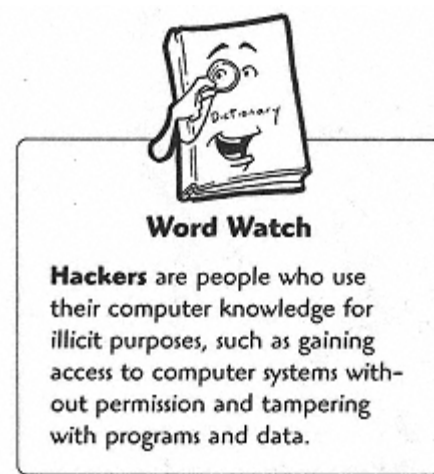 Dictionary
Word Watch
Hackers are people who use
their computer knowledge for
illicit purposes, such as gaining
access to computer systems with-
out permission and tampering
with programs and data.